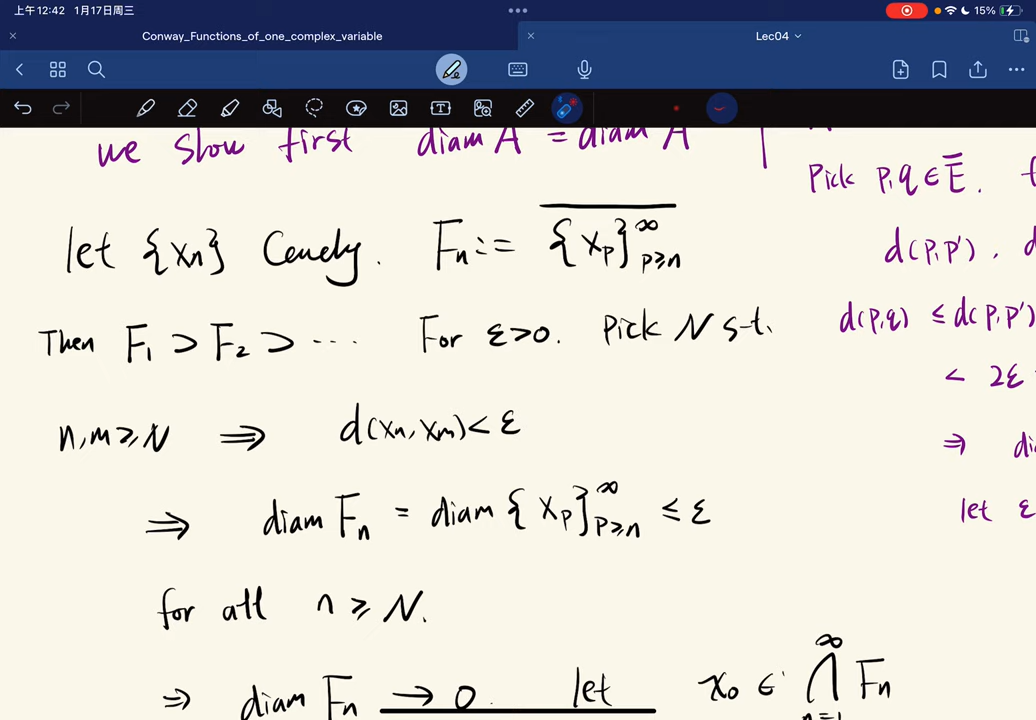 上午12:42 1月17日周三
15%
Conway_Functions_of_one_complex_variable
Lec04
we show first diam A = diam A
let {xn} Cauchy. Fn := {xp}∞p≥n
Then F1 ⊃ F2 ⊃ ⋯ For ε>0. Pick N s.t.
n,m ≥ N ⇒ d(xn, xm) < ε
⇒ diam Fn = diam {xp}∞p≥n ≤ ε
for all n ≥ N.
⇒ diam Fn → 0. let x0 ∈ ⋂∞n=1 Fn
Pick p,q ∈ E̅.
d(p,p'),
d(p,q) ≤ d(p,p')
< 2ε
⇒
let ε